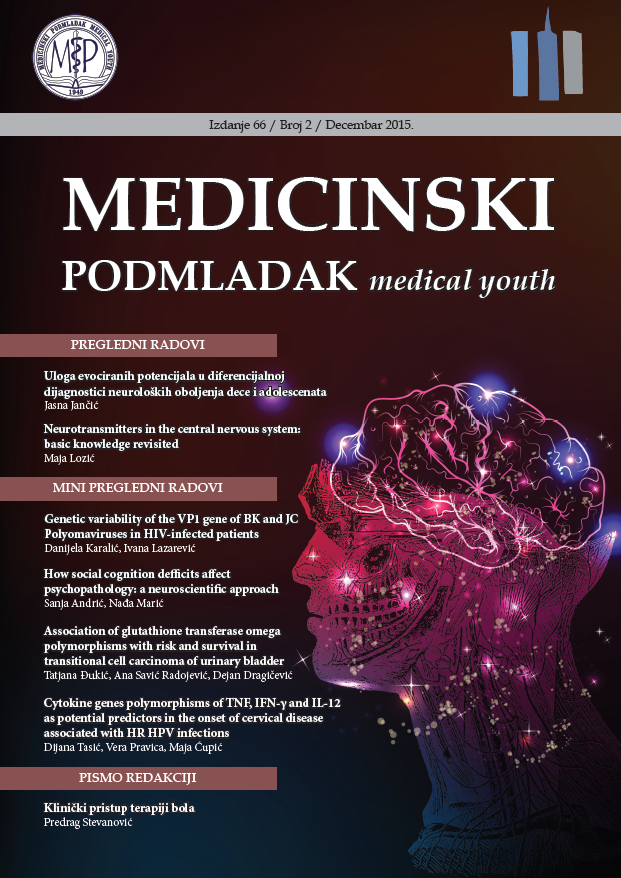 MEDICINSKI PODMLADAK MEDICAL YOUTH
MP
1949
Izdanje 66 / Broj 2 / Decembar 2015.
MEDICINSKI
PODMLADAK medical youth
PREGLEDNI RADOVI
Uloga evociranih potencijala u diferencijalnoj
dijagnostici neuroloških oboljenja dece i adolescenata
Jasna Jančić
Neurotransmitters in the central nervous system:
basic knowledge revisited
Maja Lozić
MINI PREGLEDNI RADOVI
Genetic variability of the VP1 gene of BK and JC
Polyomaviruses in HIV-infected patients
Danijela Karalić, Ivana Lazarević
How social cognition defficits affect
psychopathology: a neuroscientific approach
Sanja Andrić, Nađa Marić
Association of glutathione transferase omega
polymorphisms with risk and survival in
transitional cell carcinoma of urinary bladder
Tatjana Đukić, Ana Savić Radojević, Dejan Dragičević
Cytokine genes polymorphisms of TNF, IFN-γ and IL-12
as potential predictors in the onset of cervical disease
associated with HR HPV infections
Dijana Tasić, Vera Pravica, Maja Ćupić
PISMO REDAKCIJI
Klinički pristup terapiji bola
Predrag Stevanović